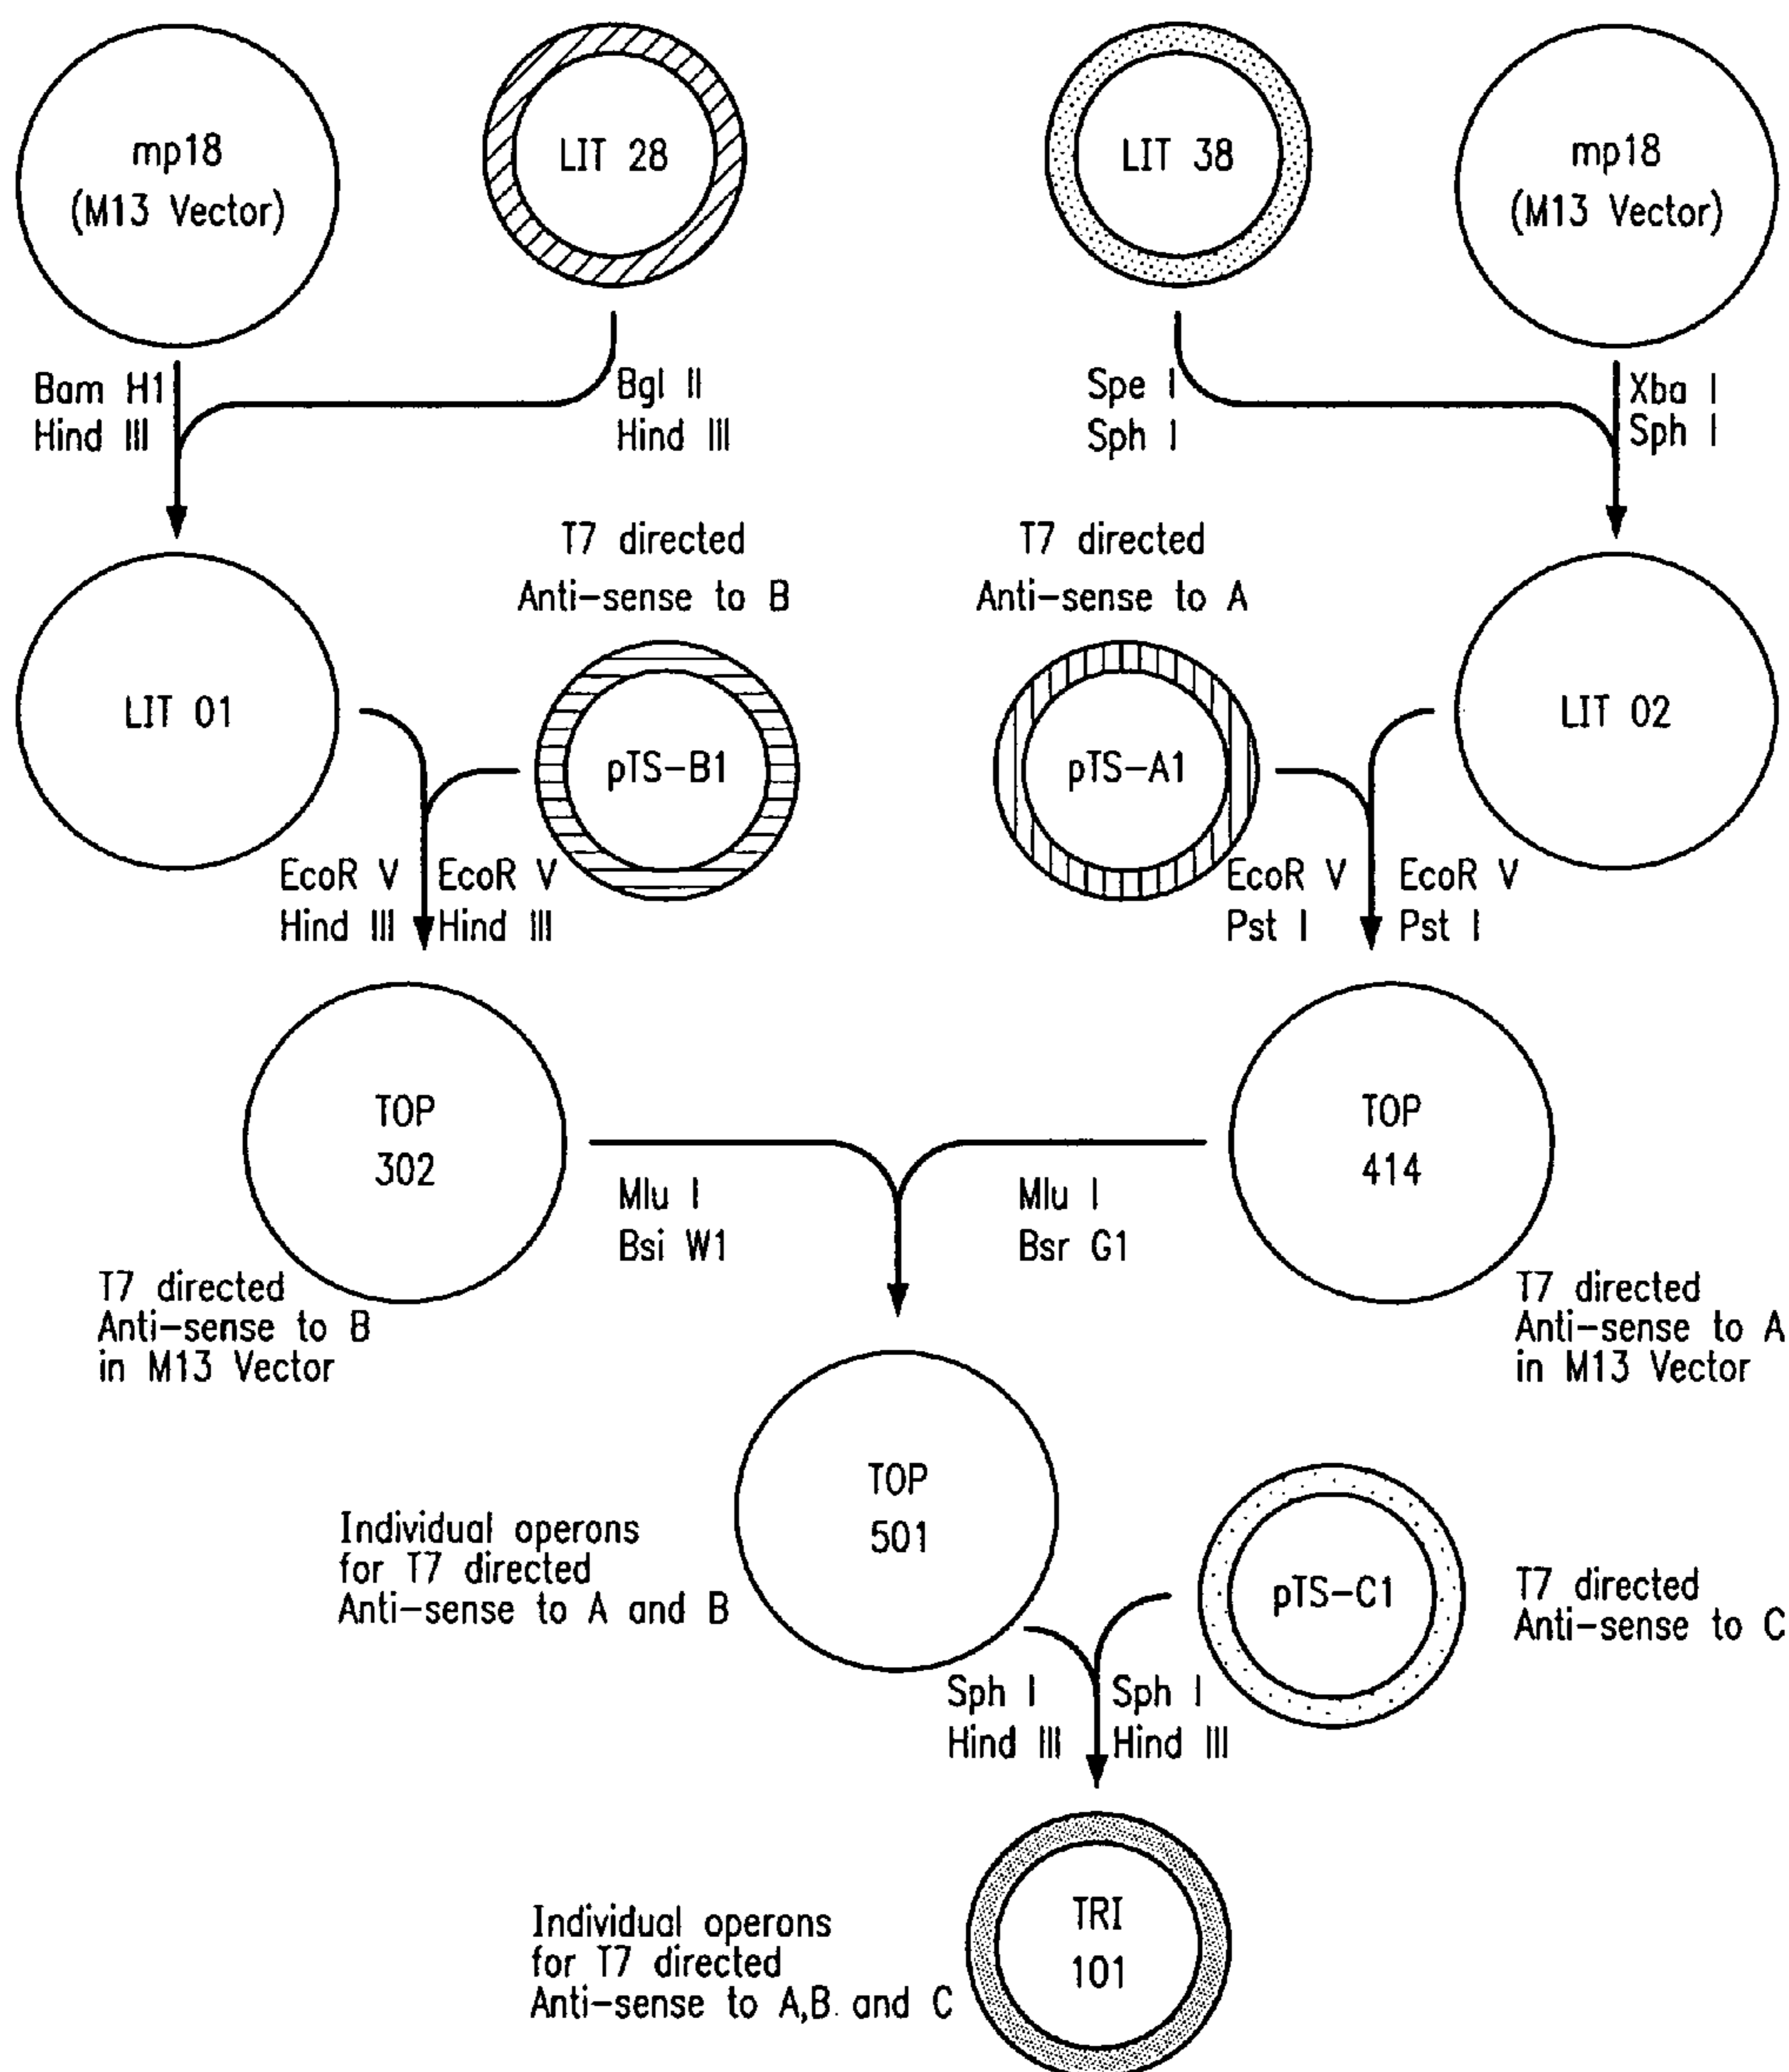 mp18
(M13 Vector)
LIT 28
LIT 38
mp18
(M13 Vector)
Bam H1
Hind III
Bgl II
Hind III
Spe I
Sph I
Xba I
Sph I
T7 directed
Anti-sense to B
T7 directed
Anti-sense to A
LIT 01
pTS-B1
pTS-A1
LIT 02
EcoR V
Hind III
EcoR V
Hind III
EcoR V
Pst I
EcoR V
Pst I
TOP
302
TOP
414
Mlu I
Bsi W1
Mlu I
Bsr G1
T7 directed
Anti-sense to B
in M13 Vector
T7 directed
Anti-sense to A
in M13 Vector
TOP
501
Individual operons
for T7 directed
Anti-sense to A and B
pTS-C1
T7 directed
Anti-sense to C
Sph I
Hind III
Sph I
Hind III
TRI
101
Individual operons
for T7 directed
Anti-sense to A,B. and C